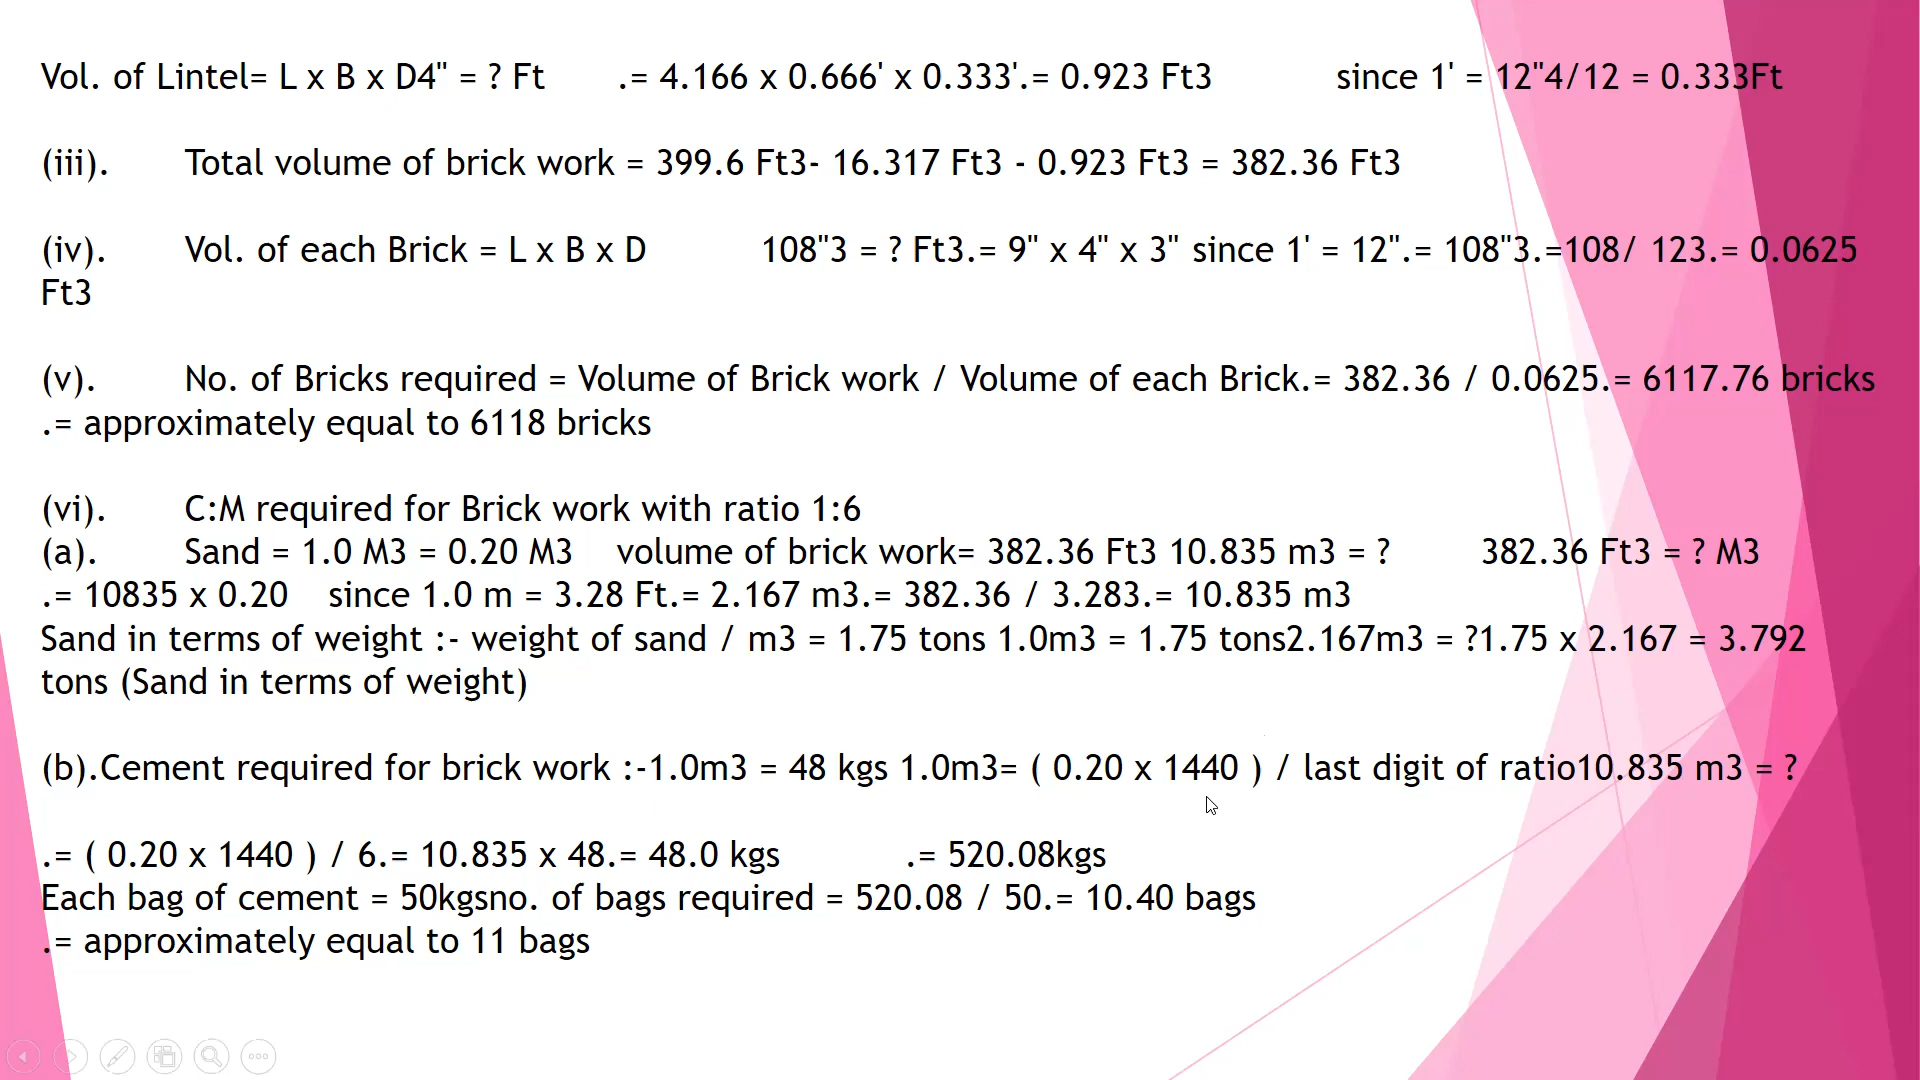 Vol. of Lintel= L x B x D4" = ? Ft .= 4.166 x 0.666' x 0.333'.= 0.923 Ft3 since 1' = 12"4/12 = 0.333Ft
(iii). Total volume of brick work = 399.6 Ft3- 16.317 Ft3 - 0.923 Ft3 = 382.36 Ft3
(iv). Vol. of each Brick = L x B x D 108"3 = ? Ft3.= 9" x 4" x 3" since 1' = 12".= 108"3.=108/ 123.= 0.0625
Ft3
(v). No. of Bricks required = Volume of Brick work / Volume of each Brick.= 382.36 / 0.0625.= 6117.76 bricks
.= approximately equal to 6118 bricks
(vi). C:M required for Brick work with ratio 1:6
(a). Sand = 1.0 M3 = 0.20 M3 volume of brick work= 382.36 Ft3 10.835 m3 = ? 382.36 Ft3 = ? M3
.= 10835 x 0.20 since 1.0 m = 3.28 Ft.= 2.167 m3.= 382.36 / 3.283.= 10.835 m3
Sand in terms of weight :- weight of sand / m3 = 1.75 tons 1.0m3 = 1.75 tons2.167m3 = ?1.75 x 2.167 = 3.792
tons (Sand in terms of weight)
(b).Cement required for brick work :-1.0m3 = 48 kgs 1.0m3= ( 0.20 x 1440 ) / last digit of ratio10.835 m3 = ?
.= ( 0.20 x 1440 ) / 6.= 10.835 x 48.= 48.0 kgs .= 520.08kgs
Each bag of cement = 50kgsno. of bags required = 520.08 / 50.= 10.40 bags
.= approximately equal to 11 bags